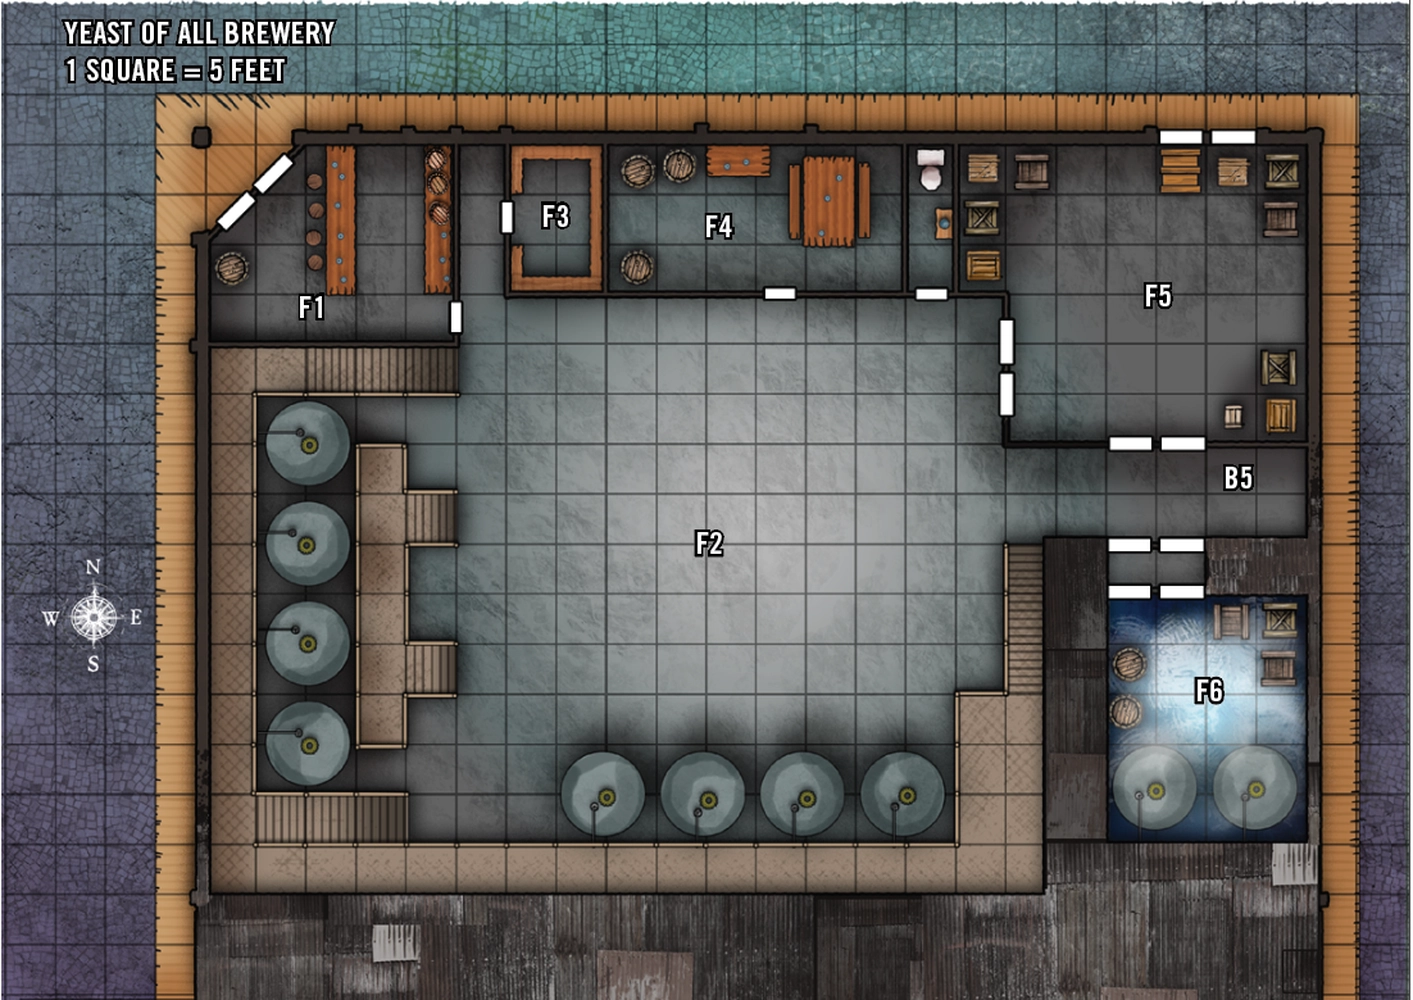 YEAST OF ALL BREWERY
1 SQUARE = 5 FEET
F3
F4
F1
F5
B5
F2
N
W E
S
F6